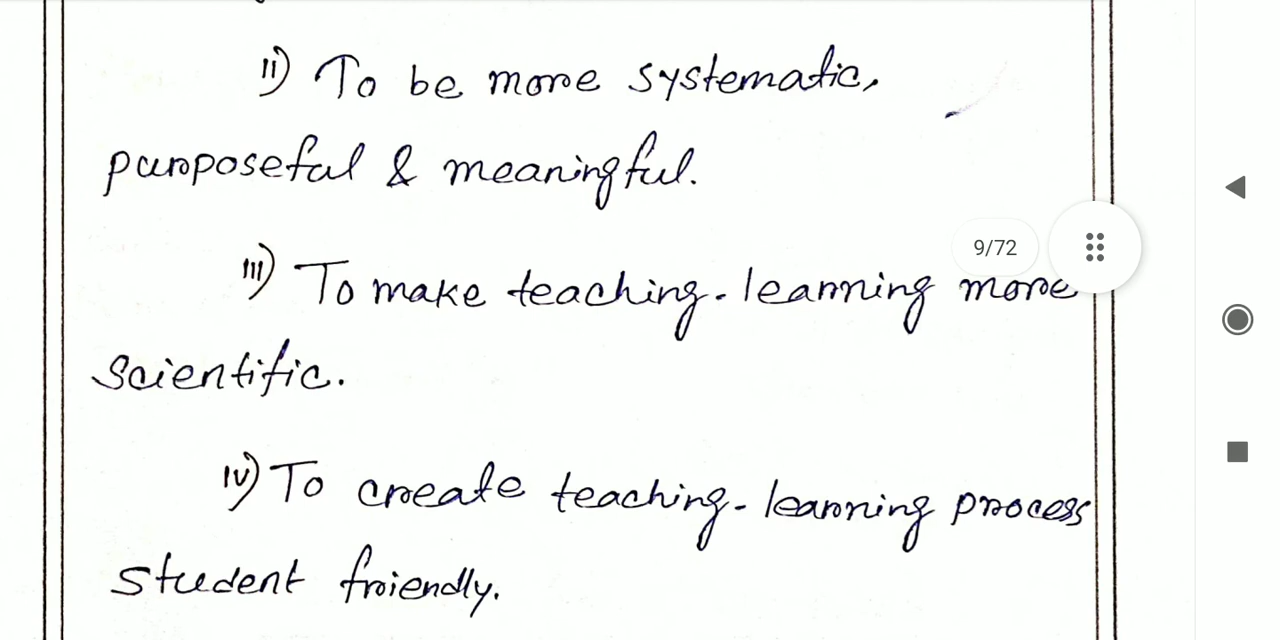 ii) To be more systematic,
purposeful & meaningful.
9/72
iii) To make teaching-learning more
scientific.
iv) To create teaching-learning process
student friendly.